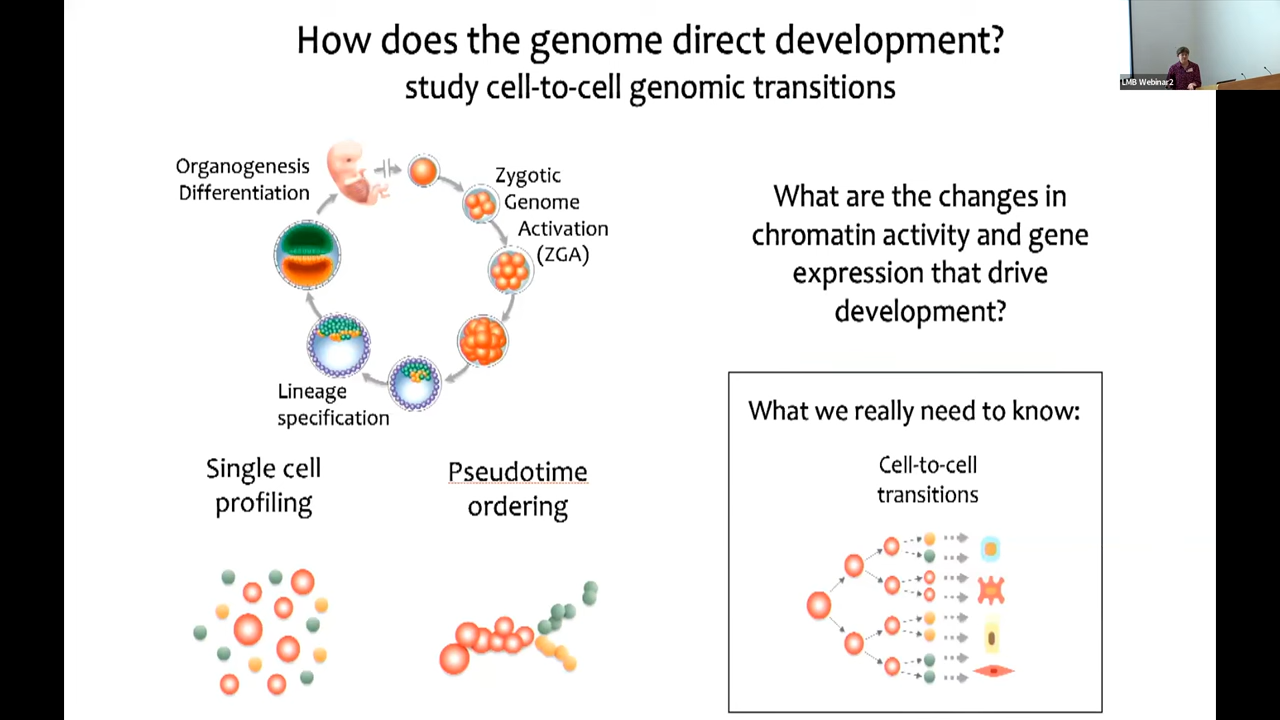 How does the genome direct development?
study cell-to-cell genomic transitions
LMB Webinar2
Organogenesis
Differentiation
Zygotic
Genome
Activation
(ZGA)
Lineage
specification
What are the changes in
chromatin activity and gene
expression that drive
development?
Single cell
profiling
Pseudotime
ordering
What we really need to know:
Cell-to-cell
transitions